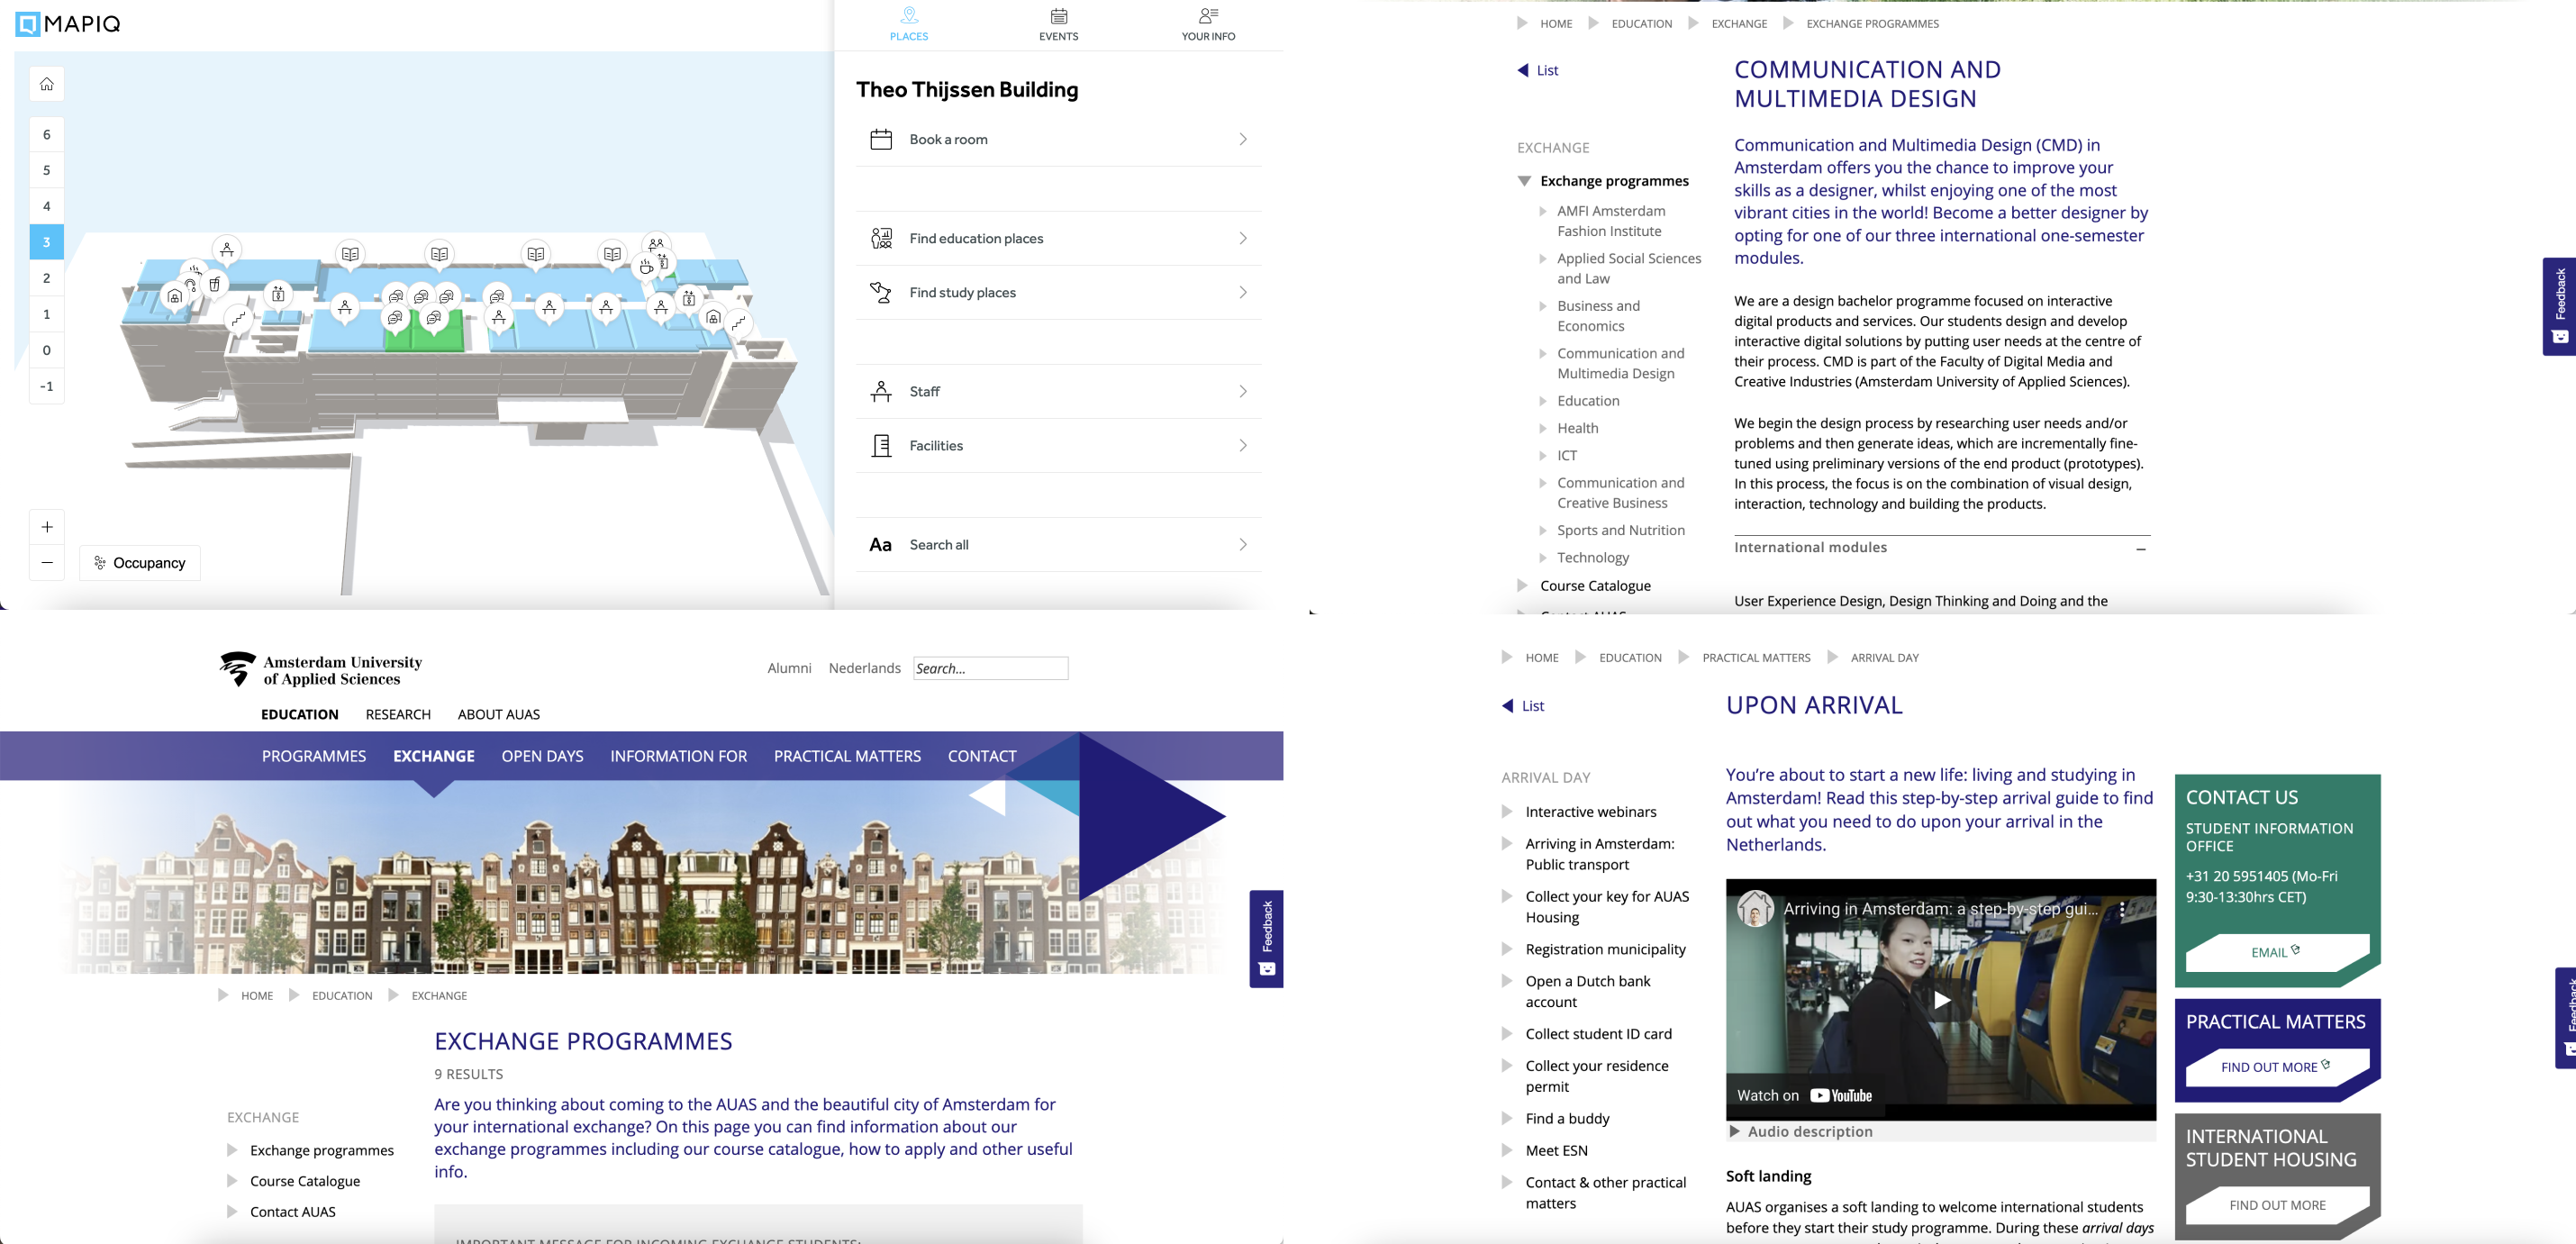 MAPIQ
PLACES
EVENTS
YOUR INFO
Theo Thijssen Building
Book a room
Find education places
Find study places
Staff
Facilities
Aa Search all
6
5
4
3
2
1
0
-1
+
−
Occupancy
HOME EDUCATION EXCHANGE EXCHANGE PROGRAMMES
List
COMMUNICATION AND
MULTIMEDIA DESIGN
EXCHANGE
Exchange programmes
AMFI Amsterdam
Fashion Institute
Applied Social Sciences
and Law
Business and
Economics
Communication and
Multimedia Design
Education
Health
ICT
Communication and
Creative Business
Sports and Nutrition
Technology
Course Catalogue
Contact AUAS
Communication and Multimedia Design (CMD) in
Amsterdam offers you the chance to improve your
skills as a designer, whilst enjoying one of the most
vibrant cities in the world! Become a better designer by
opting for one of our three international one-semester
modules.
We are a design bachelor programme focused on interactive
digital products and services. Our students design and develop
interactive digital solutions by putting user needs at the centre of
their process. CMD is part of the Faculty of Digital Media and
Creative Industries (Amsterdam University of Applied Sciences).
We begin the design process by researching user needs and/or
problems and then generate ideas, which are incrementally fine-
tuned using preliminary versions of the end product (prototypes).
In this process, the focus is on the combination of visual design,
interaction, technology and building the products.
International modules
User Experience Design, Design Thinking and Doing and the
Feedback
Amsterdam University
of Applied Sciences
Alumni Nederlands Search...
EDUCATION RESEARCH ABOUT AUAS
PROGRAMMES EXCHANGE OPEN DAYS INFORMATION FOR PRACTICAL MATTERS CONTACT
Feedback
HOME EDUCATION EXCHANGE
EXCHANGE PROGRAMMES
9 RESULTS
EXCHANGE
Exchange programmes
Course Catalogue
Contact AUAS
Are you thinking about coming to the AUAS and the beautiful city of Amsterdam for
your international exchange? On this page you can find information about our
exchange programmes including our course catalogue, how to apply and other useful
info.
IMPORTANT MESSAGE FOR INCOMING EXCHANGE STUDENTS:
HOME EDUCATION PRACTICAL MATTERS ARRIVAL DAY
List
UPON ARRIVAL
ARRIVAL DAY
Interactive webinars
Arriving in Amsterdam:
Public transport
Collect your key for AUAS
Housing
Registration municipality
Open a Dutch bank
account
Collect student ID card
Collect your residence
permit
Find a buddy
Meet ESN
Contact & other practical
matters
You're about to start a new life: living and studying in
Amsterdam! Read this step-by-step arrival guide to find
out what you need to do upon your arrival in the
Netherlands.
Arriving in Amsterdam: a step-by-step gui...
Watch on YouTube
Audio description
Soft landing
AUAS organises a soft landing to welcome international students
before they start their study programme. During these arrival days
CONTACT US
STUDENT INFORMATION
OFFICE
+31 20 5951405 (Mo-Fri
9:30-13:30hrs CET)
EMAIL
PRACTICAL MATTERS
FIND OUT MORE
INTERNATIONAL
STUDENT HOUSING
FIND OUT MORE
Feedback